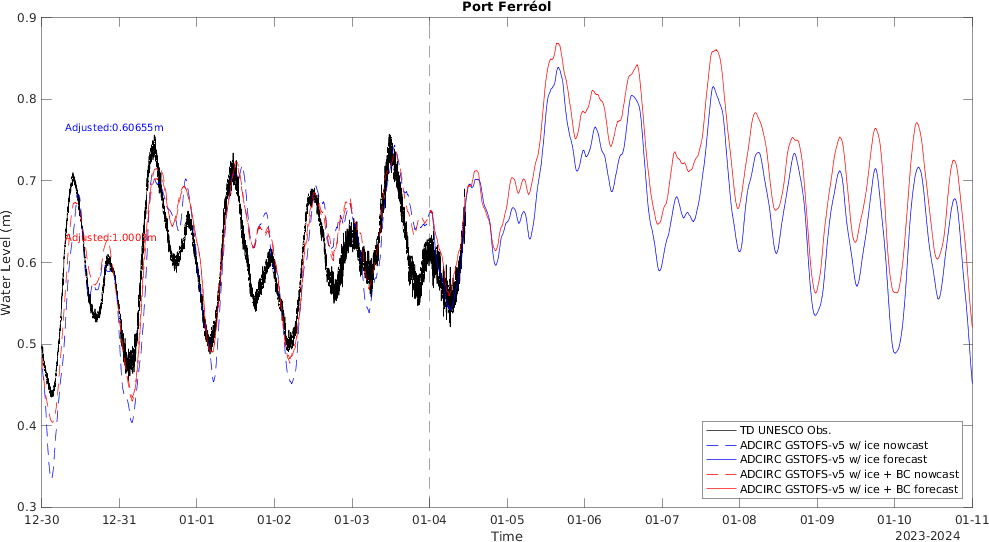 Port Ferréol
Water Level (m)
0.9
0.8
0.7
0.6
0.5
0.4
0.3
Adjusted:0.60655m
TD UNESCO Obs.
ADCIRC GSTOFS-v5 w/ ice nowcast
ADCIRC GSTOFS-v5 w/ ice forecast
ADCIRC GSTOFS-v5 w/ ice + BC nowcast
ADCIRC GSTOFS-v5 w/ ice + BC forecast
12-30 12-31 01-01 01-02 01-03 01-04 01-05 01-06 01-07 01-08 01-09 01-10 01-11
Time
2023-2024